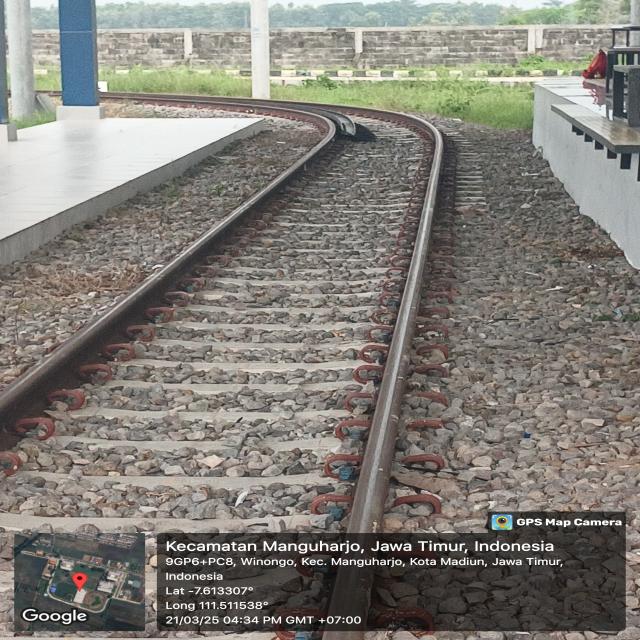 GPS Map Camera
Kecamatan Manguharjo, Jawa Timur, Indonesia
9GP6+PC8, Winongo, Kec. Manguharjo, Kota Madiun, Jawa Timur,
Indonesia
Lat -7.613307°
Long 111.511538°
21/03/25 04:34 PM GMT +07:00
Google